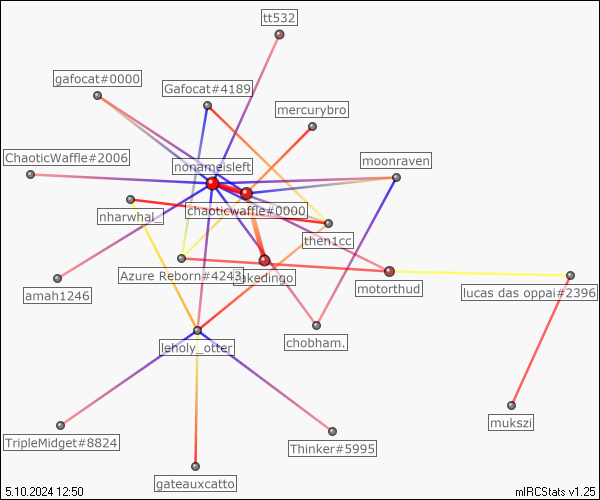 tt532
gafocat#0000
Gafocat#4189
mercurybro
ChaoticWaffle#2006
nonameisleft
moonraven
chaoticwaffle#0000
nharwhal_
then1cc
Azure Reborn#4243
motorthud
lucas das oppai#2396
amah1246
chobham.
leholy_otter
mukszi
TripleMidget#8824
Thinker#5995
gateauxcatto
5.10.2024 12:50
mIRCStats v1.25